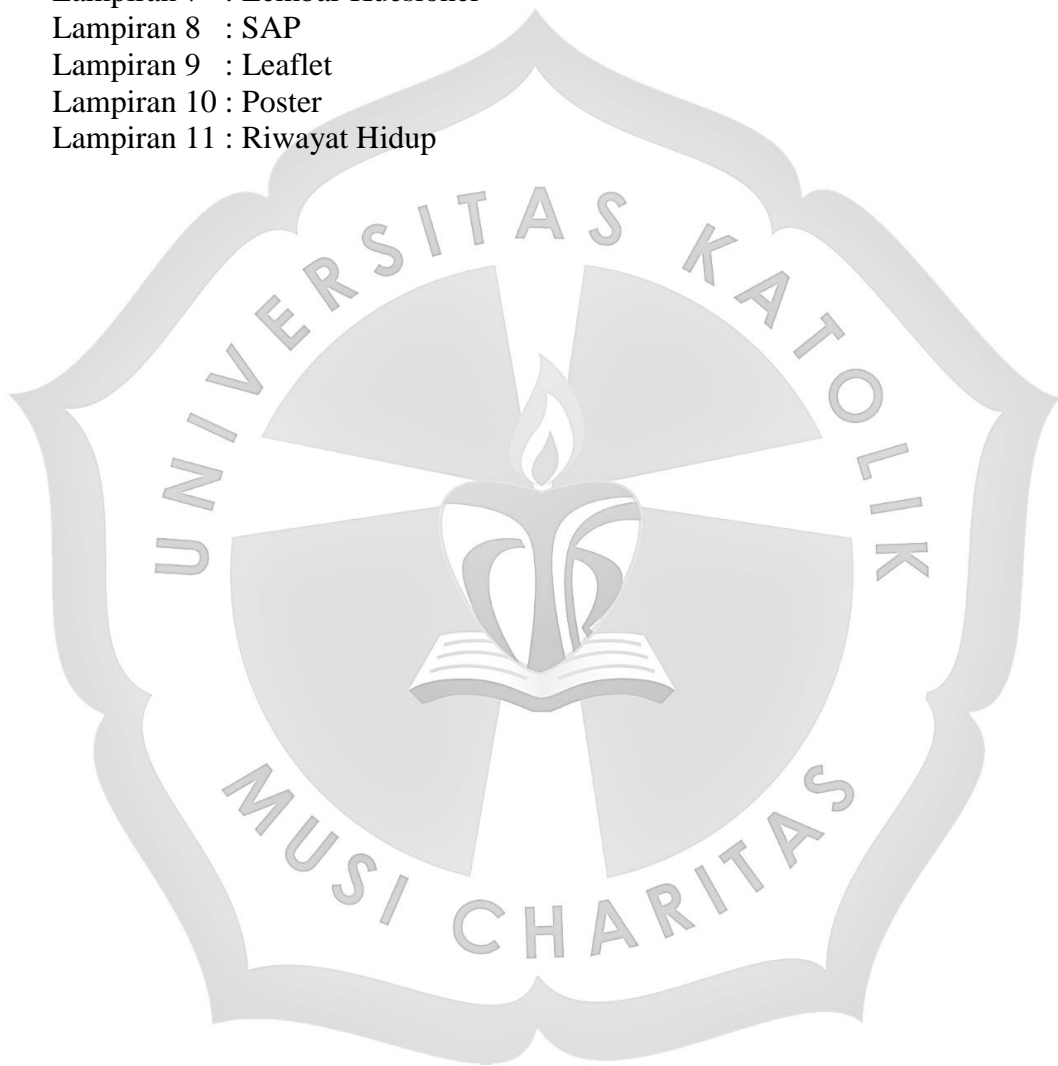 Lampiran 8 : SAP
Lampiran 9 : Leaflet
Lampiran 10 : Poster
Lampiran 11 : Riwayat Hidup
UNIVERSITAS KATOLIK
MUSI CHARITAS